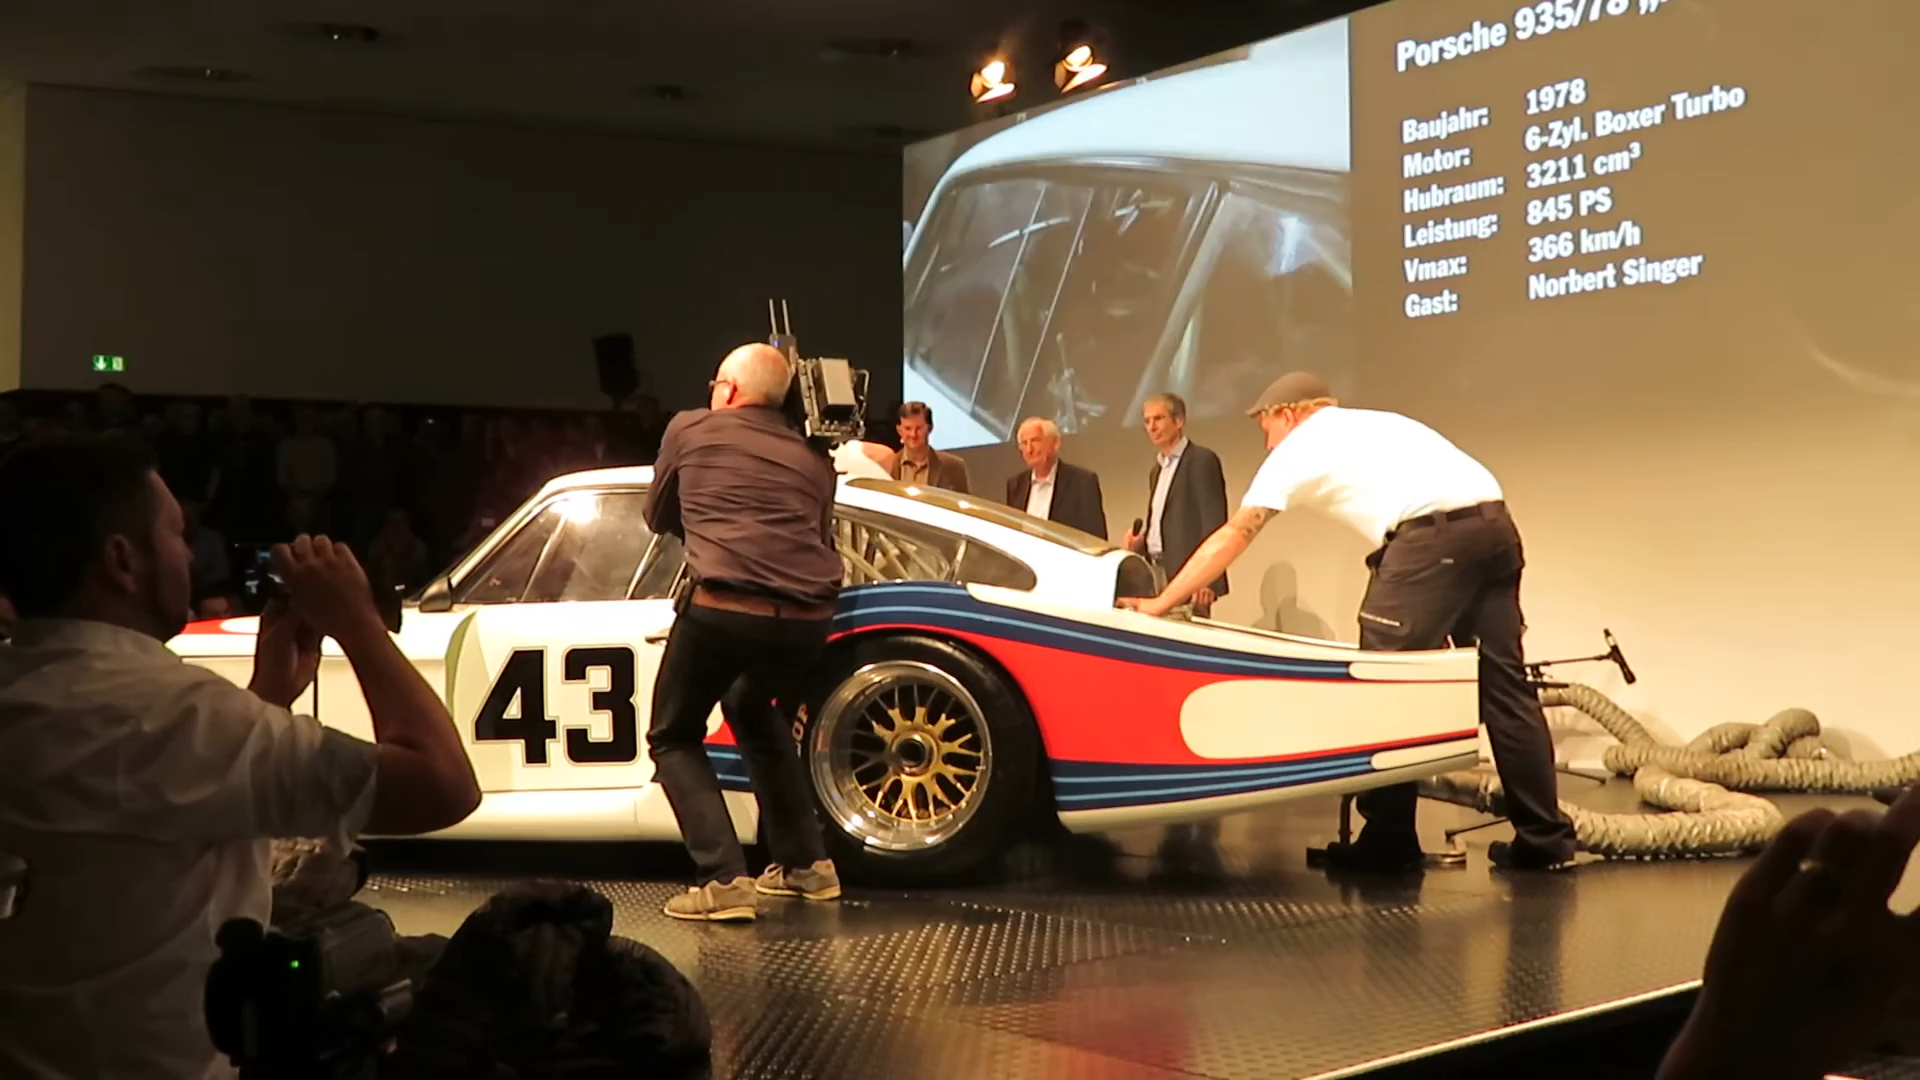 Porsche 935/78 „
Baujahr: 1978
Motor: 6-Zyl. Boxer Turbo
Hubraum: 3211 cm³
Leistung: 845 PS
Vmax: 366 km/h
Gast: Norbert Singer
43